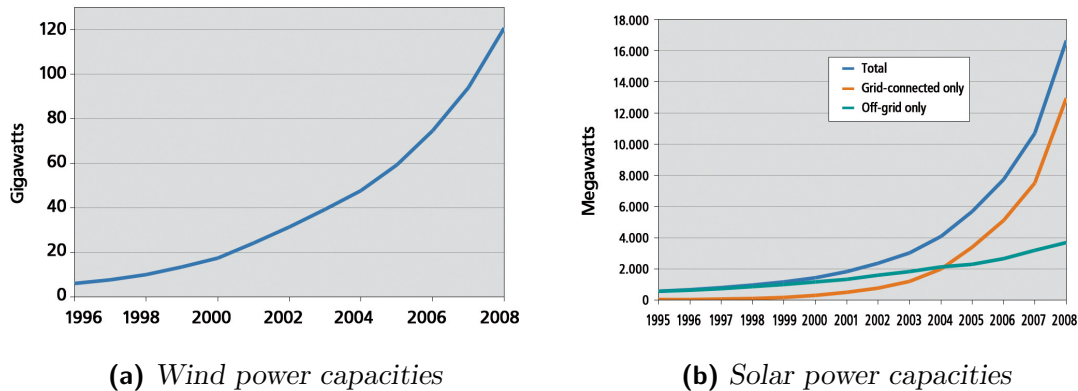 120
100
80
60
40
20
0
Gigawatts
1996 1998 2000 2002 2004 2006 2008
(a) Wind power capacities
18.000
16.000
14.000
12.000
10.000
8.000
6.000
4.000
2.000
0
Megawatts
Total
Grid-connected only
Off-grid only
1995 1996 1997 1998 1999 2000 2001 2002 2003 2004 2005 2006 2007 2008
(b) Solar power capacities